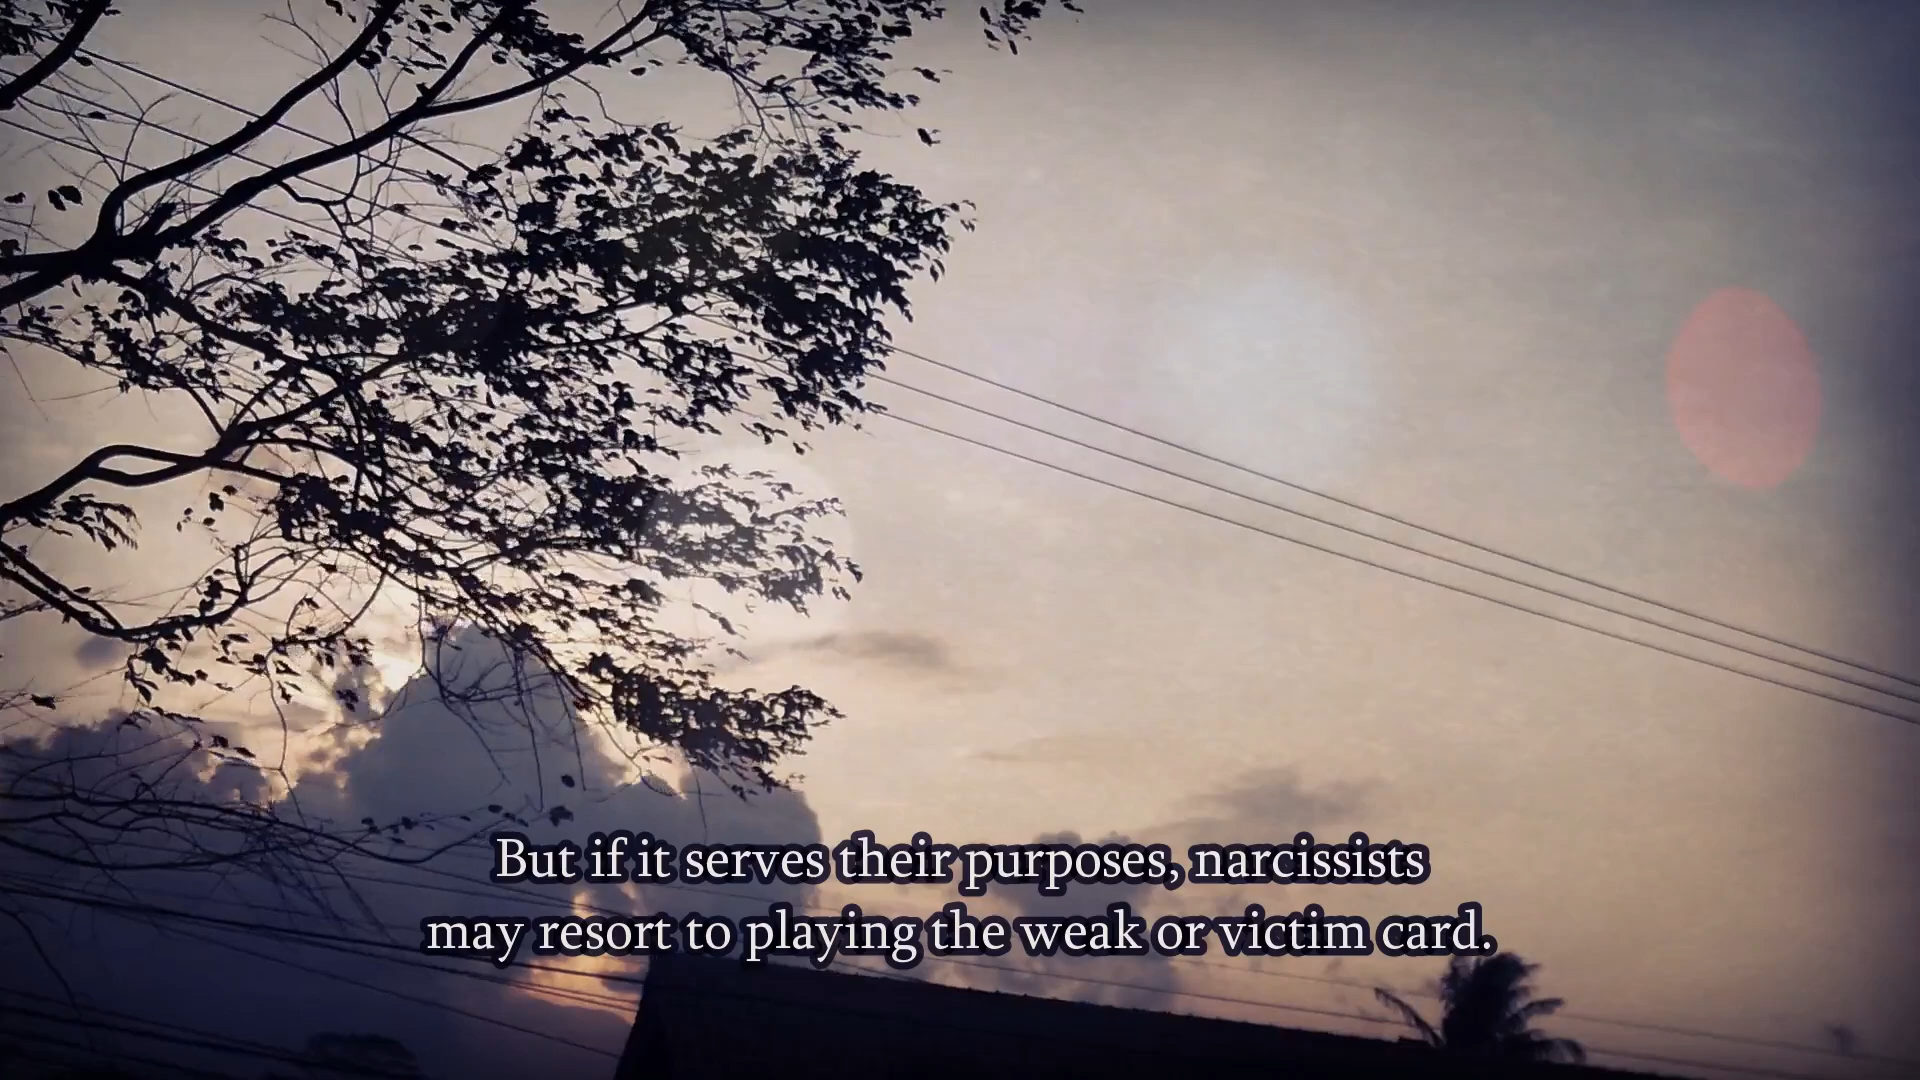 But if it serves their purposes, narcissists
may resort to playing the weak or victim card.